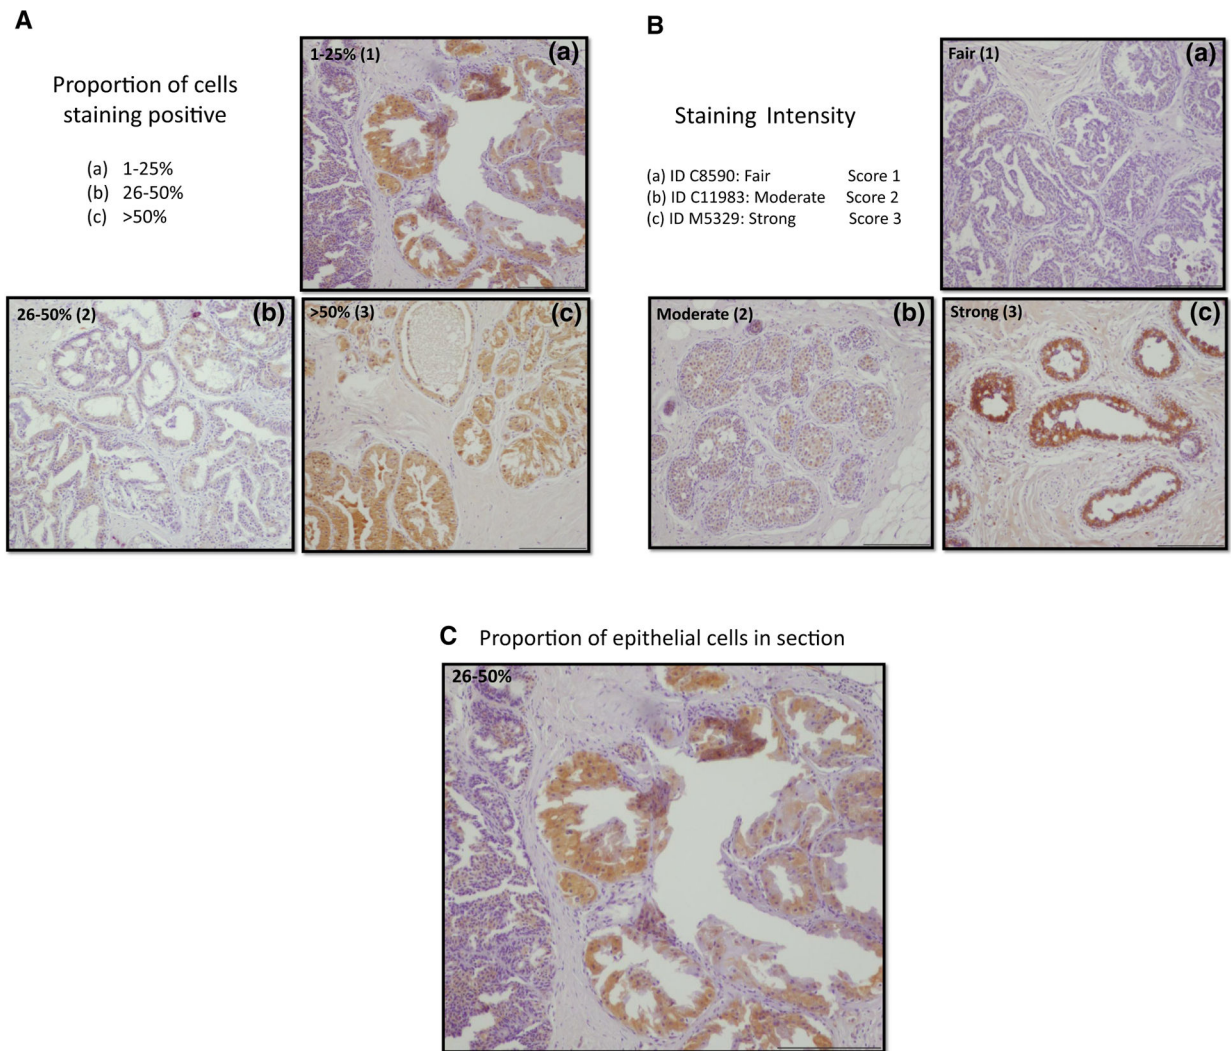 A
Proportion of cells
staining positive
(a) 1-25%
(b) 26-50%
(c) >50%
1-25% (1) (a)
26-50% (2) (b)
>50% (3) (c)
B
Staining Intensity
(a) ID C8590: Fair Score 1
(b) ID C11983: Moderate Score 2
(c) ID M5329: Strong Score 3
Fair (1) (a)
Moderate (2) (b)
Strong (3) (c)
C Proportion of epithelial cells in section
26-50%